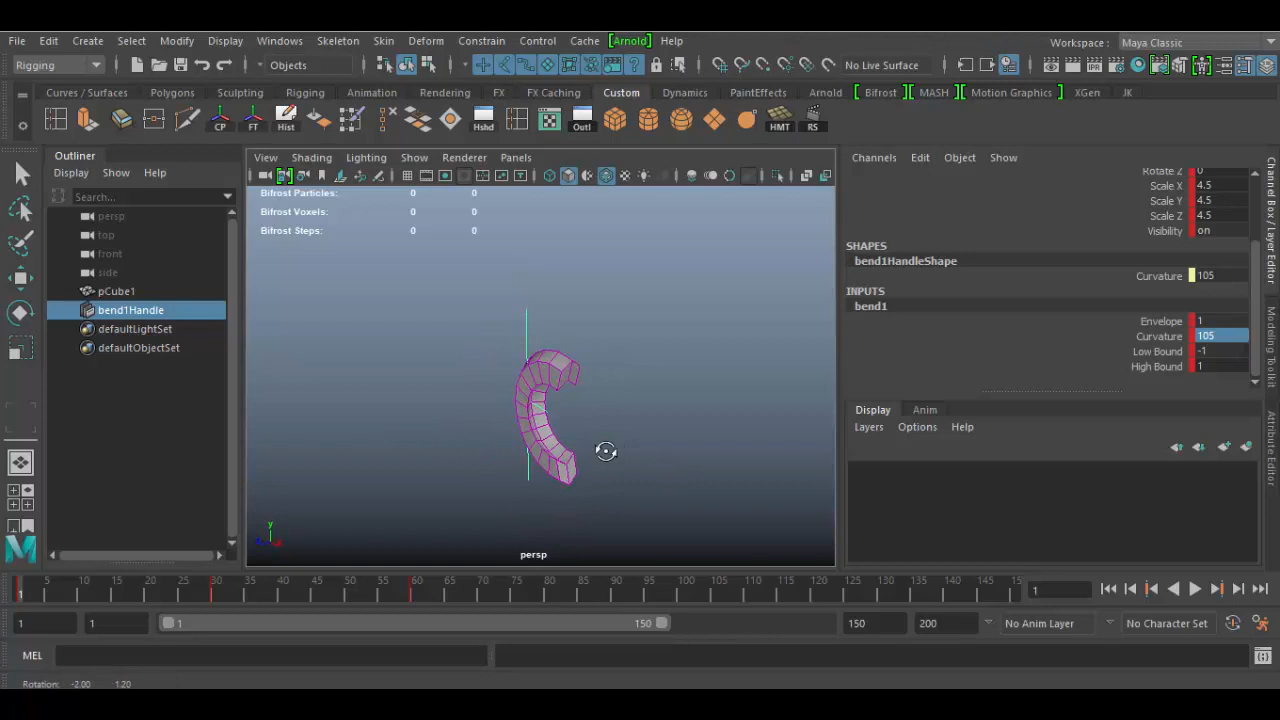 File Edit Create Select Modify Display Windows Skeleton Skin Deform Constrain Control Cache [Arnold] Help
Workspace : Maya Classic
Rigging Objects No Live Surface
Curves / Surfaces Polygons Sculpting Rigging Animation Rendering FX FX Caching Custom Dynamics PaintEffects Arnold Bifrost MASH Motion Graphics XGen JK
CP FT Hist Hshd Outl HMT RS
Outliner
Display Show Help
Search...
persp
top
front
side
pCube1
bend1Handle
defaultLightSet
defaultObjectSet
View Shading Lighting Show Renderer Panels
Bifrost Particles: 0 0
Bifrost Voxels: 0 0
Bifrost Steps: 0 0
y
persp
Channels Edit Object Show
Rotate Z 0
Scale X 4.5
Scale Y 4.5
Scale Z 4.5
Visibility on
SHAPES
bend1HandleShape
Curvature 105
INPUTS
bend1
Envelope 1
Curvature 105
Low Bound -1
High Bound 1
Display Anim
Layers Options Help
Channel Box / Layer Editor
Modeling Toolkit
Attribute Editor
5 10 15 20 25 30 35 40 45 50 55 60 65 70 75 80 85 90 95 100 105 110 115 120 125 130 135 140 145 15
1 1
1 1 1 150 150 200 No Anim Layer No Character Set
MEL
Rotation: -2.00 1.20